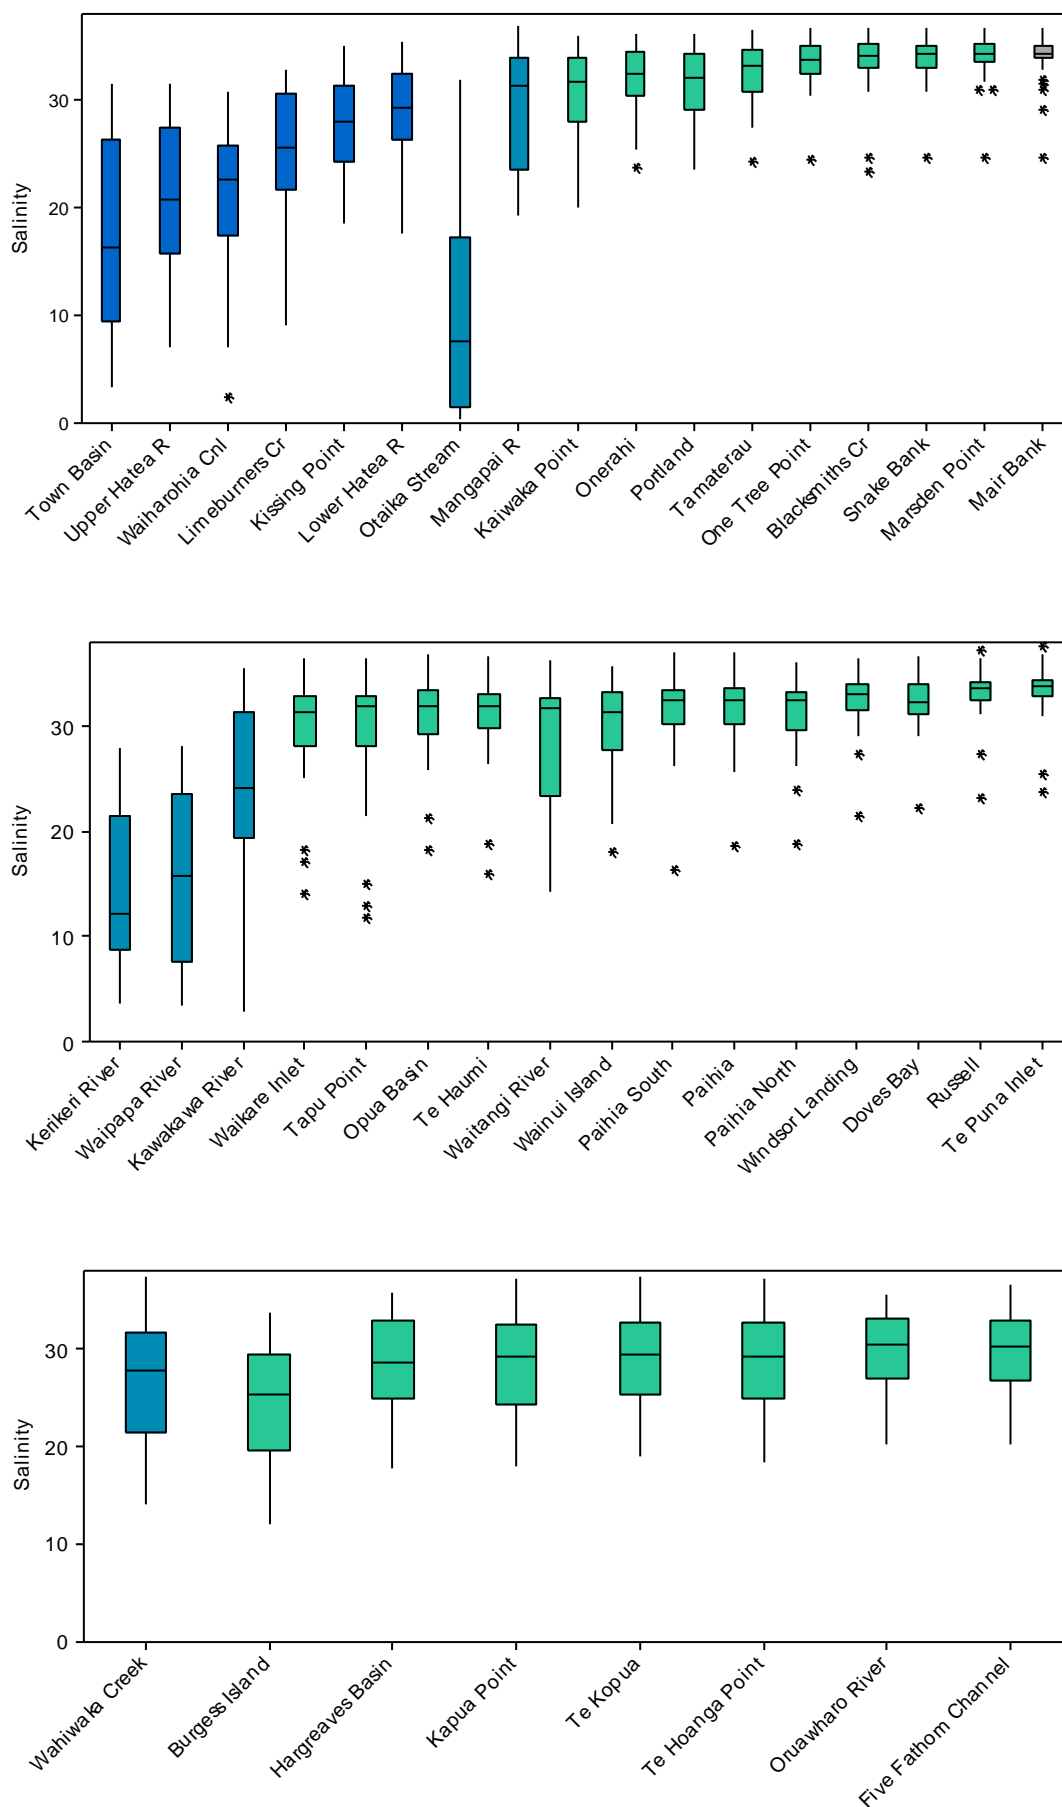 30
20
10
0
Salinity
Town Basin
Upper Hatea R
Waiharohia Cnl
Limeburners Cr
Kissing Point
Lower Hatea R
Otaika Stream
Mangapai R
Kaiwaka Point
Onerahi
Portland
Tamaterau
One Tree Point
Blacksmiths Cr
Snake Bank
Marsden Point
Mair Bank
30
20
10
0
Salinity
Kerikeri River
Waipapa River
Kawakawa River
Waikare Inlet
Tapu Point
Opua Basin
Te Haumi
Waitangi River
Wainui Island
Paihia South
Paihia
Paihia North
Windsor Landing
Doves Bay
Russell
Te Puna Inlet
30
20
10
0
Salinity
Wahiwaka Creek
Burgess Island
Hargreaves Basin
Kapua Point
Te Kopua
Te Hoanga Point
Oruawharo River
Five Fathom Channel